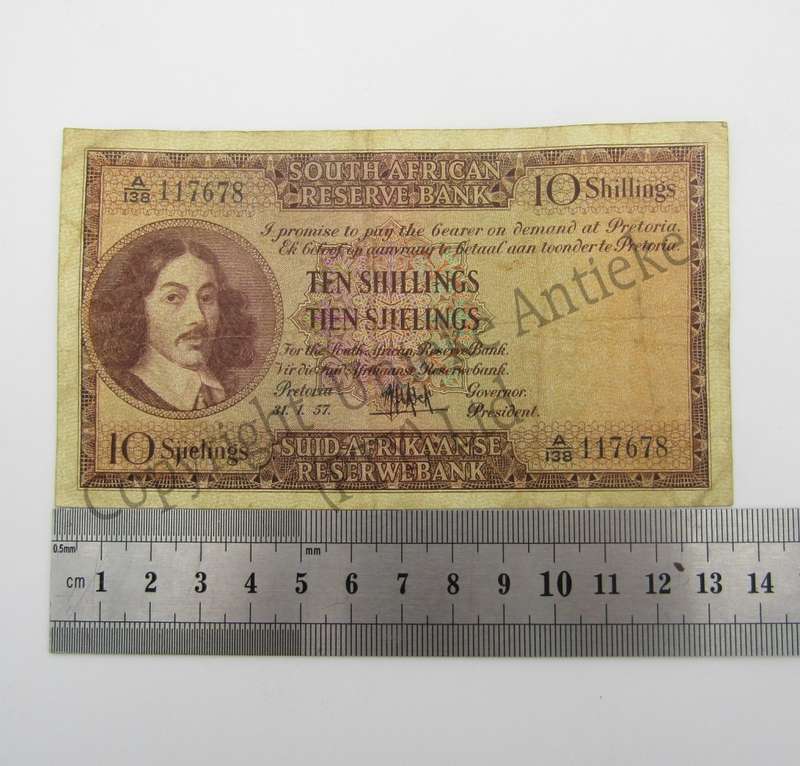 SOUTH AFRICAN
RESERVE BANK
A/138 117678
10 Shillings
I promise to pay the bearer on demand at Pretoria.
Ek beloof op aanvraag te betaal aan toonder te Pretoria
TEN SHILLINGS
TIEN SJIELINGS
For the South African Reserve Bank.
Vir die Suid Afrikaanse Reserwebank.
Pretoria
Governor.
31. 1. 57.
President.
10 Sjielings
SUID-AFRIKAANSE
RESERWEBANK
A/138 117678
Copyright
Antieke
Ltd
0.5mm
mm
cm 1 2 3 4 5 6 7 8 9 10 11 12 13 14